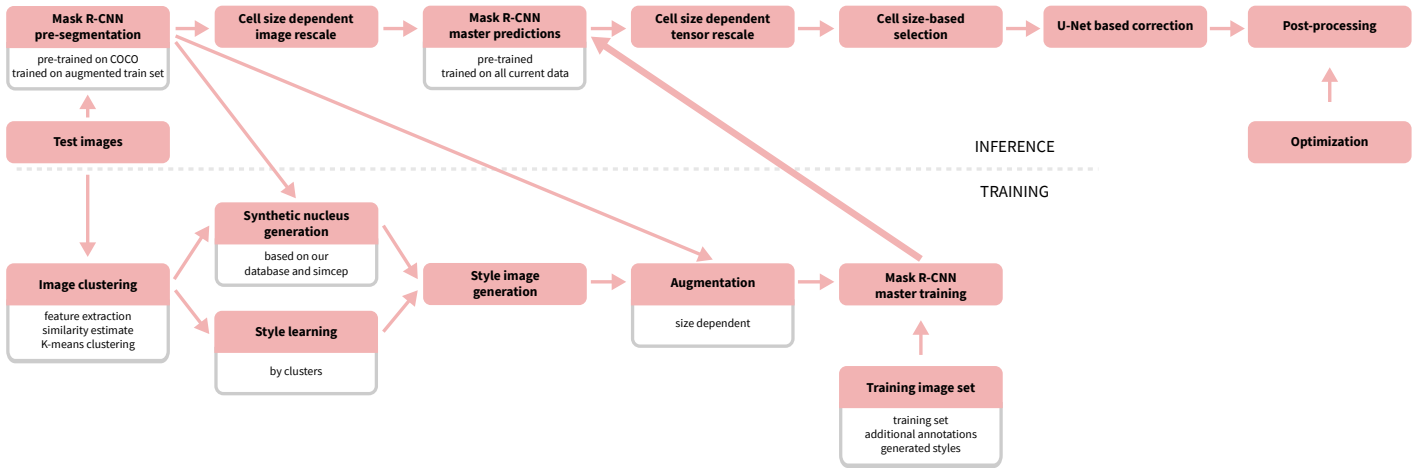 Mask R-CNN
pre-segmentation
pre-trained on COCO
trained on augmented train set
Cell size dependent
image rescale
Mask R-CNN
master predictions
pre-trained
trained on all current data
Cell size dependent
tensor rescale
Cell size-based
selection
U-Net based correction
Post-processing
Test images
Optimization
INFERENCE
TRAINING
Synthetic nucleus
generation
based on our
database and simcep
Image clustering
feature extraction
similarity estimate
K-means clustering
Style learning
by clusters
Style image
generation
Augmentation
size dependent
Mask R-CNN
master training
Training image set
training set
additional annotations
generated styles